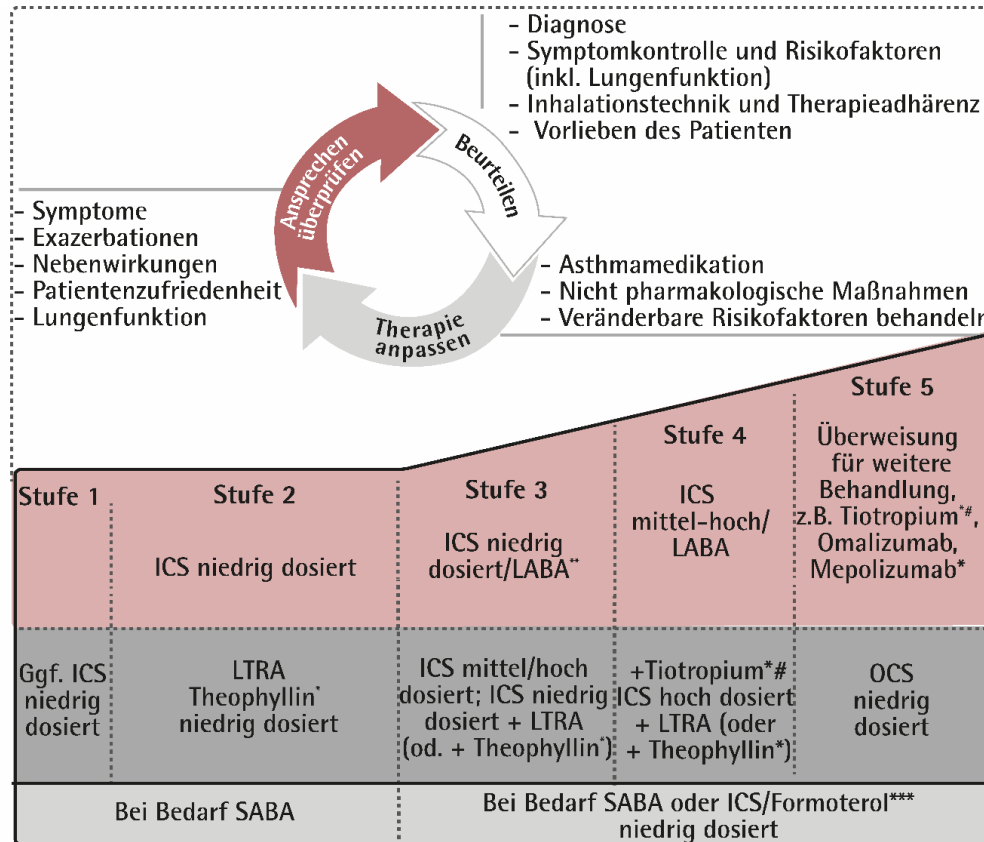 - Diagnose
- Symptomkontrolle und Risikofaktoren
(inkl. Lungenfunktion)
- Inhalationstechnik und Therapieadhärenz
- Vorlieben des Patienten
Ansprechen
überprüfen
Beurteilen
Therapie
anpassen
- Symptome
- Exazerbationen
- Nebenwirkungen
- Patientenzufriedenheit
- Lungenfunktion
- Asthmamedikation
- Nicht pharmakologische Maßnahmen
- Veränderbare Risikofaktoren behandeln
Stufe 1
Stufe 2
ICS niedrig dosiert
Stufe 3
ICS niedrig
dosiert/LABA**
Stufe 4
ICS
mittel-hoch/
LABA
Stufe 5
Überweisung
für weitere
Behandlung,
z.B. Tiotropium*#,
Omalizumab,
Mepolizumab*
Ggf. ICS
niedrig
dosiert
LTRA
Theophyllin*
niedrig dosiert
ICS mittel/hoch
dosiert; ICS niedrig
dosiert + LTRA
(od. + Theophyllin*)
+Tiotropium*#
ICS hoch dosiert
+ LTRA (oder
+ Theophyllin*)
OCS
niedrig
dosiert
Bei Bedarf SABA
Bei Bedarf SABA oder ICS/Formoterol***
niedrig dosiert